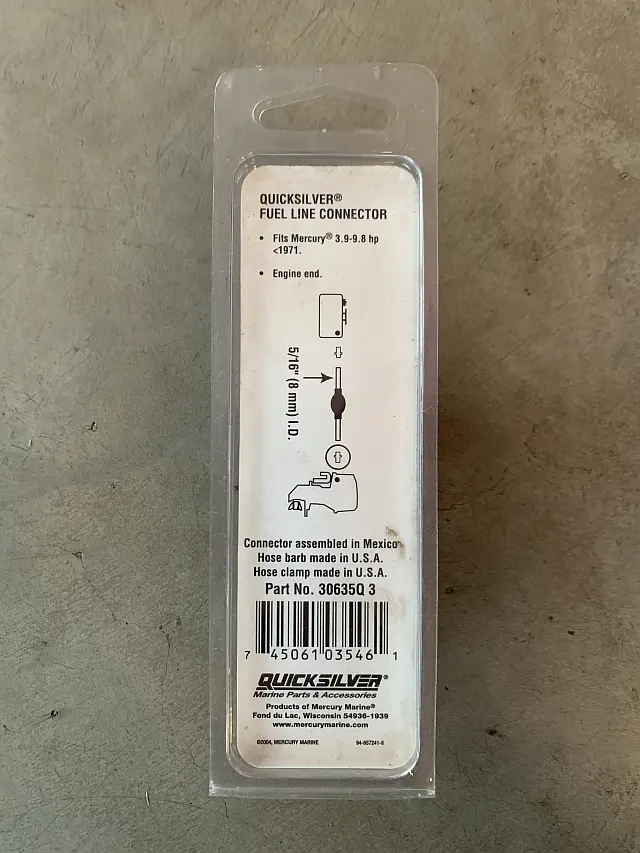 QUICKSILVER®
FUEL LINE CONNECTOR
• Fits Mercury® 3.9-9.8 hp
<1971.
• Engine end.
5/16" (8 mm) I.D.
Connector assembled in Mexico
Hose barb made in U.S.A.
Hose clamp made in U.S.A.
Part No. 30635Q 3
7 45061 03546 1
QUICKSILVER®
Marine Parts & Accessories
Products of Mercury Marine®
Fond du Lac, Wisconsin 54936-1939
www.mercurymarine.com
©2004, MERCURY MARINE 94-857241-6